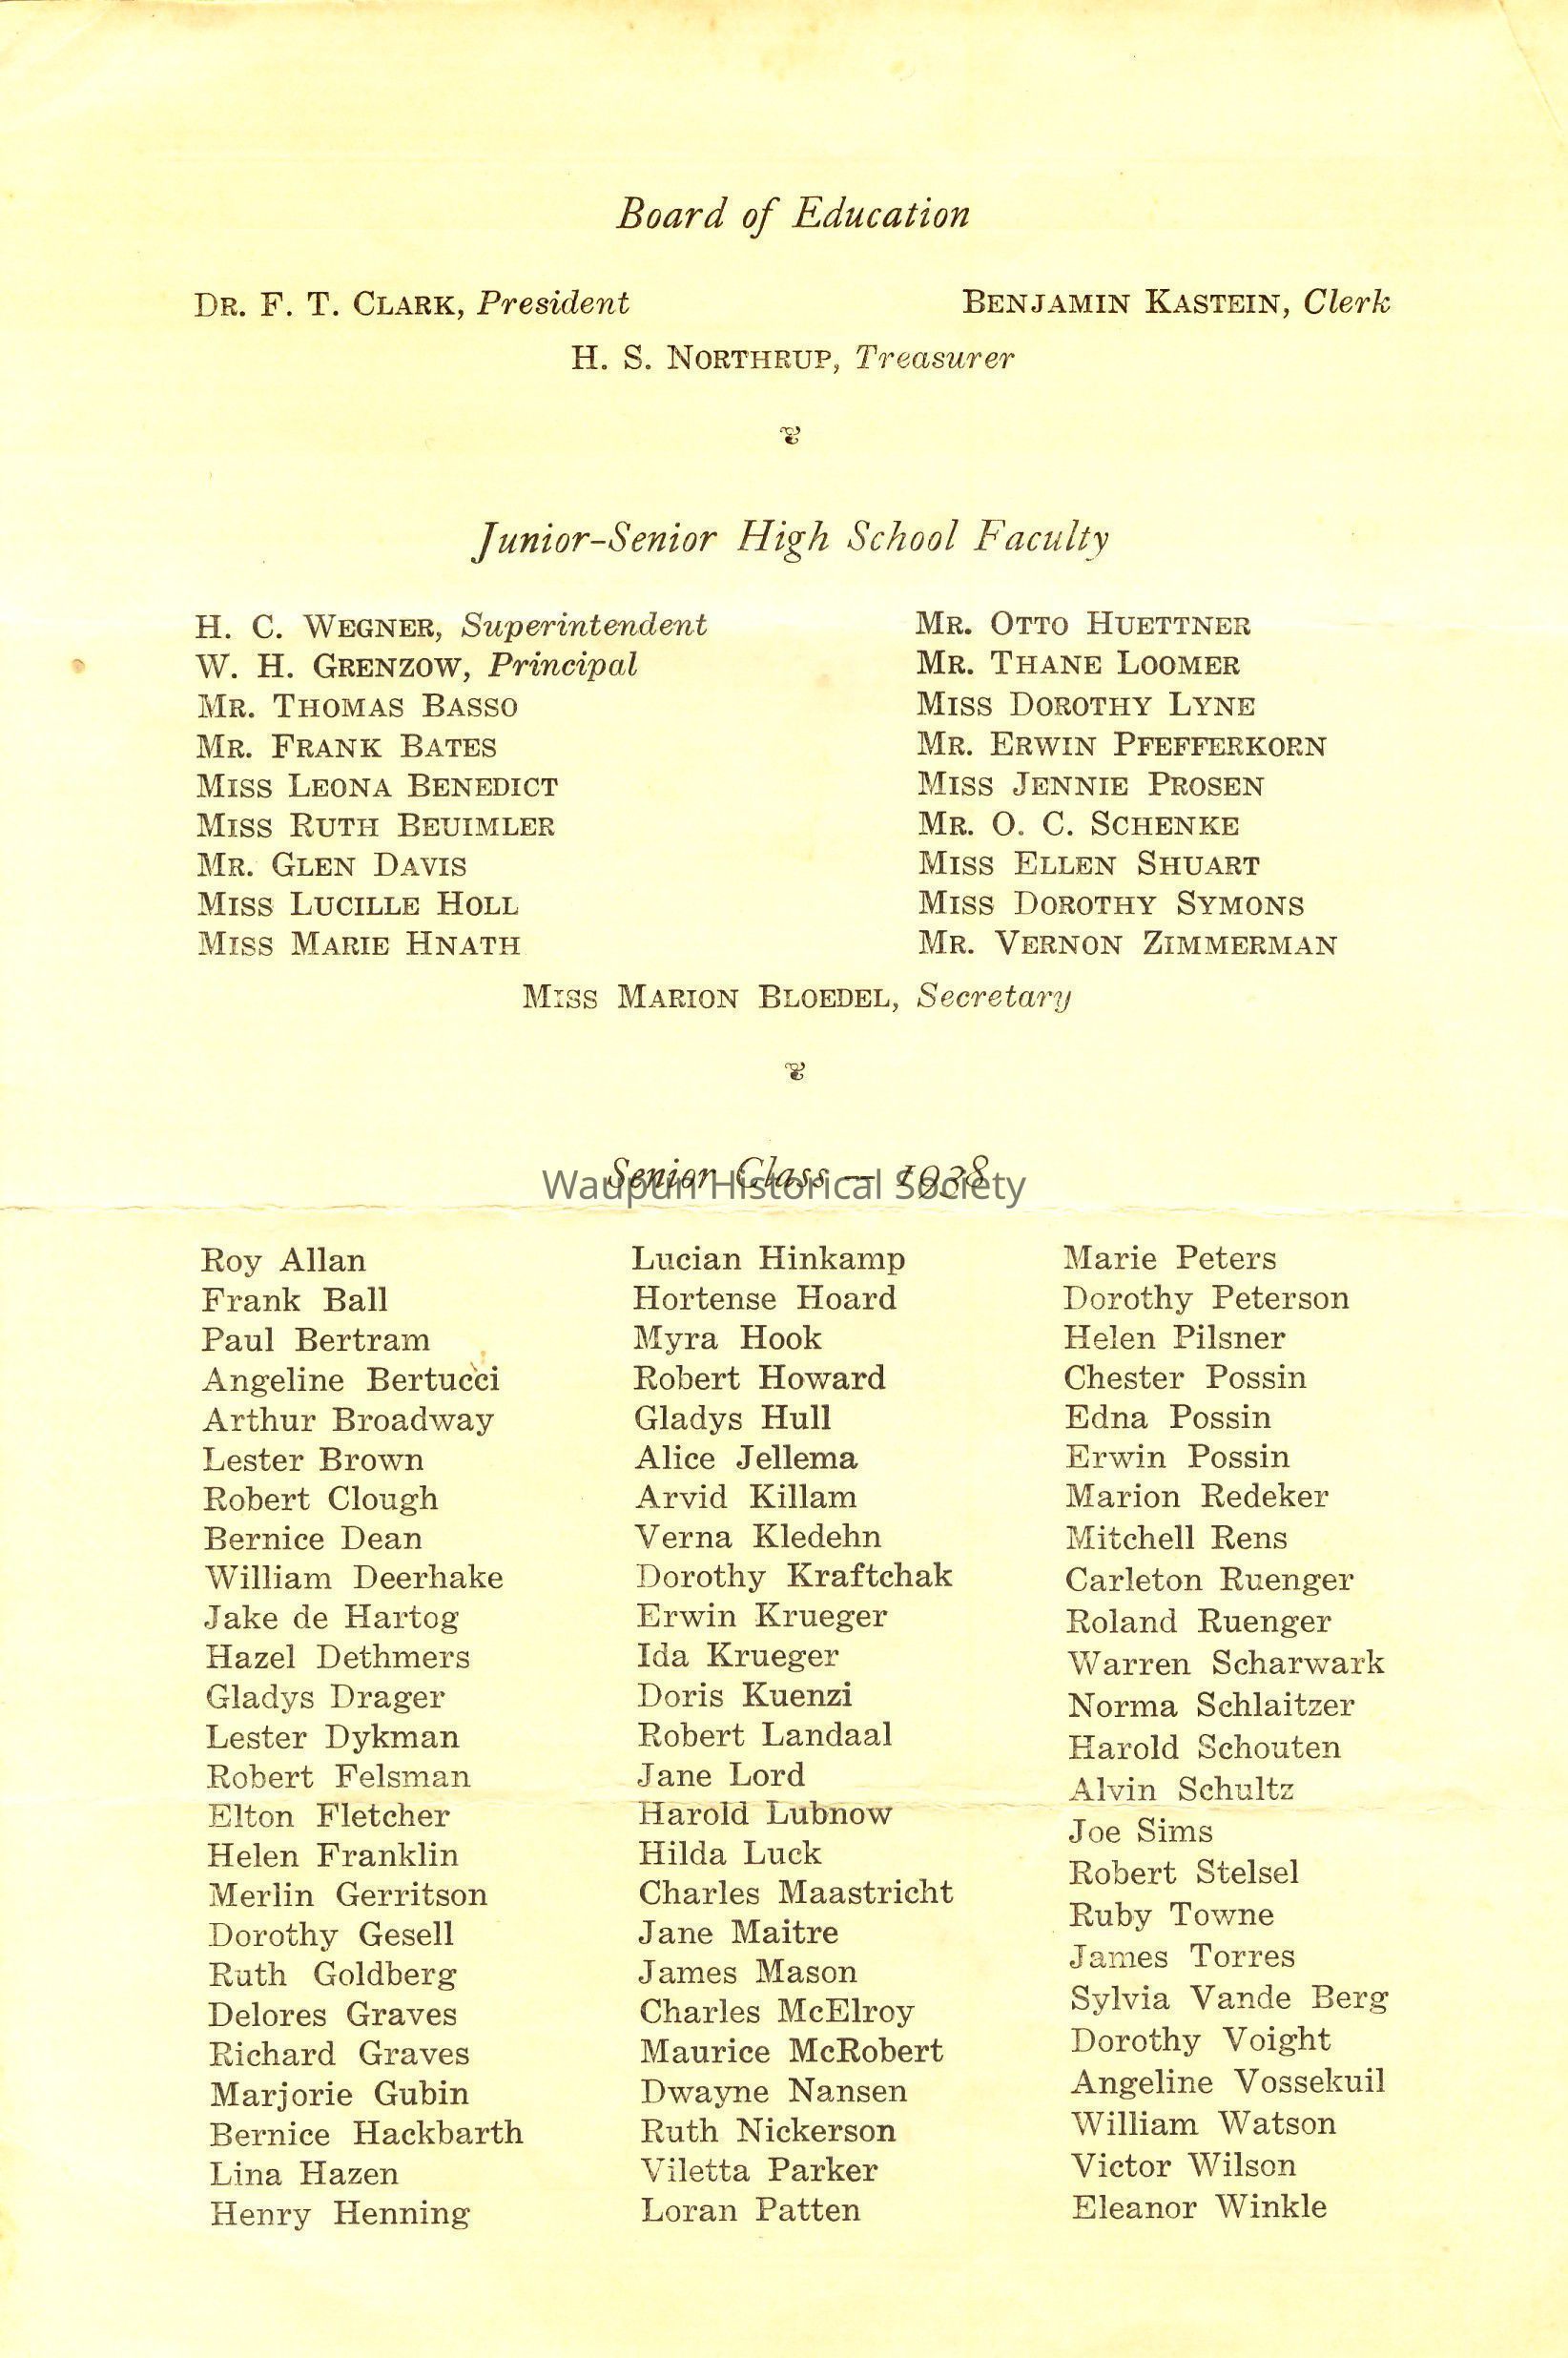 Board of Education
DR. F. T. CLARK, President
BENJAMIN KASTEIN, Clerk
H. S. NORTHRUP, Treasurer
Junior-Senior High School Faculty
H. C. WEGNER, Superintendent
W. H. GRENZOW, Principal
MR. THOMAS BASSO
MR. FRANK BATES
MISS LEONA BENEDICT
MISS RUTH BEUIMLER
MR. GLEN DAVIS
MISS LUCILLE HOLL
MISS MARIE HNATH
MR. OTTO HUETTNER
MR. THANE LOOMER
MISS DOROTHY LYNE
MR. ERWIN PFEFFERKORN
MISS JENNIE PROSEN
MR. O. C. SCHENKE
MISS ELLEN SHUART
MISS DOROTHY SYMONS
MR. VERNON ZIMMERMAN
MISS MARION BLOEDEL, Secretary
Senior Class — 1938
Waupun Historical Society
Roy Allan
Frank Ball
Paul Bertram
Angeline Bertucci
Arthur Broadway
Lester Brown
Robert Clough
Bernice Dean
William Deerhake
Jake de Hartog
Hazel Dethmers
Gladys Drager
Lester Dykman
Robert Felsman
Elton Fletcher
Helen Franklin
Merlin Gerritson
Dorothy Gesell
Ruth Goldberg
Delores Graves
Richard Graves
Marjorie Gubin
Bernice Hackbarth
Lina Hazen
Henry Henning
Lucian Hinkamp
Hortense Hoard
Myra Hook
Robert Howard
Gladys Hull
Alice Jellema
Arvid Killam
Verna Kledehn
Dorothy Kraftchak
Erwin Krueger
Ida Krueger
Doris Kuenzi
Robert Landaal
Jane Lord
Harold Lubnow
Hilda Luck
Charles Maastricht
Jane Maitre
James Mason
Charles McElroy
Maurice McRobert
Dwayne Nansen
Ruth Nickerson
Viletta Parker
Loran Patten
Marie Peters
Dorothy Peterson
Helen Pilsner
Chester Possin
Edna Possin
Erwin Possin
Marion Redeker
Mitchell Rens
Carleton Ruenger
Roland Ruenger
Warren Scharwark
Norma Schlaitzer
Harold Schouten
Alvin Schultz
Joe Sims
Robert Stelsel
Ruby Towne
James Torres
Sylvia Vande Berg
Dorothy Voight
Angeline Vossekuil
William Watson
Victor Wilson
Eleanor Winkle